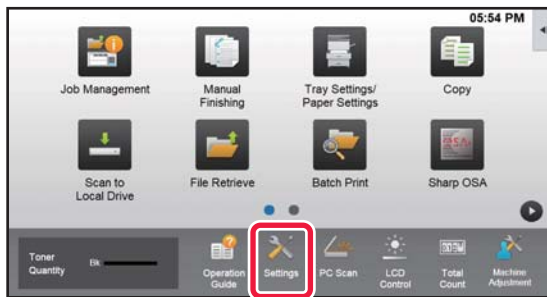 05:54 PM
Job Management
Manual
Finishing
Tray Settings/
Paper Settings
Copy
Scan to
Local Drive
File Retrieve
Batch Print
Sharp OSA
Toner
Quantity
Bk
Operation
Guide
Settings
PC Scan
LCD
Control
Total
Count
Machine
Adjustment